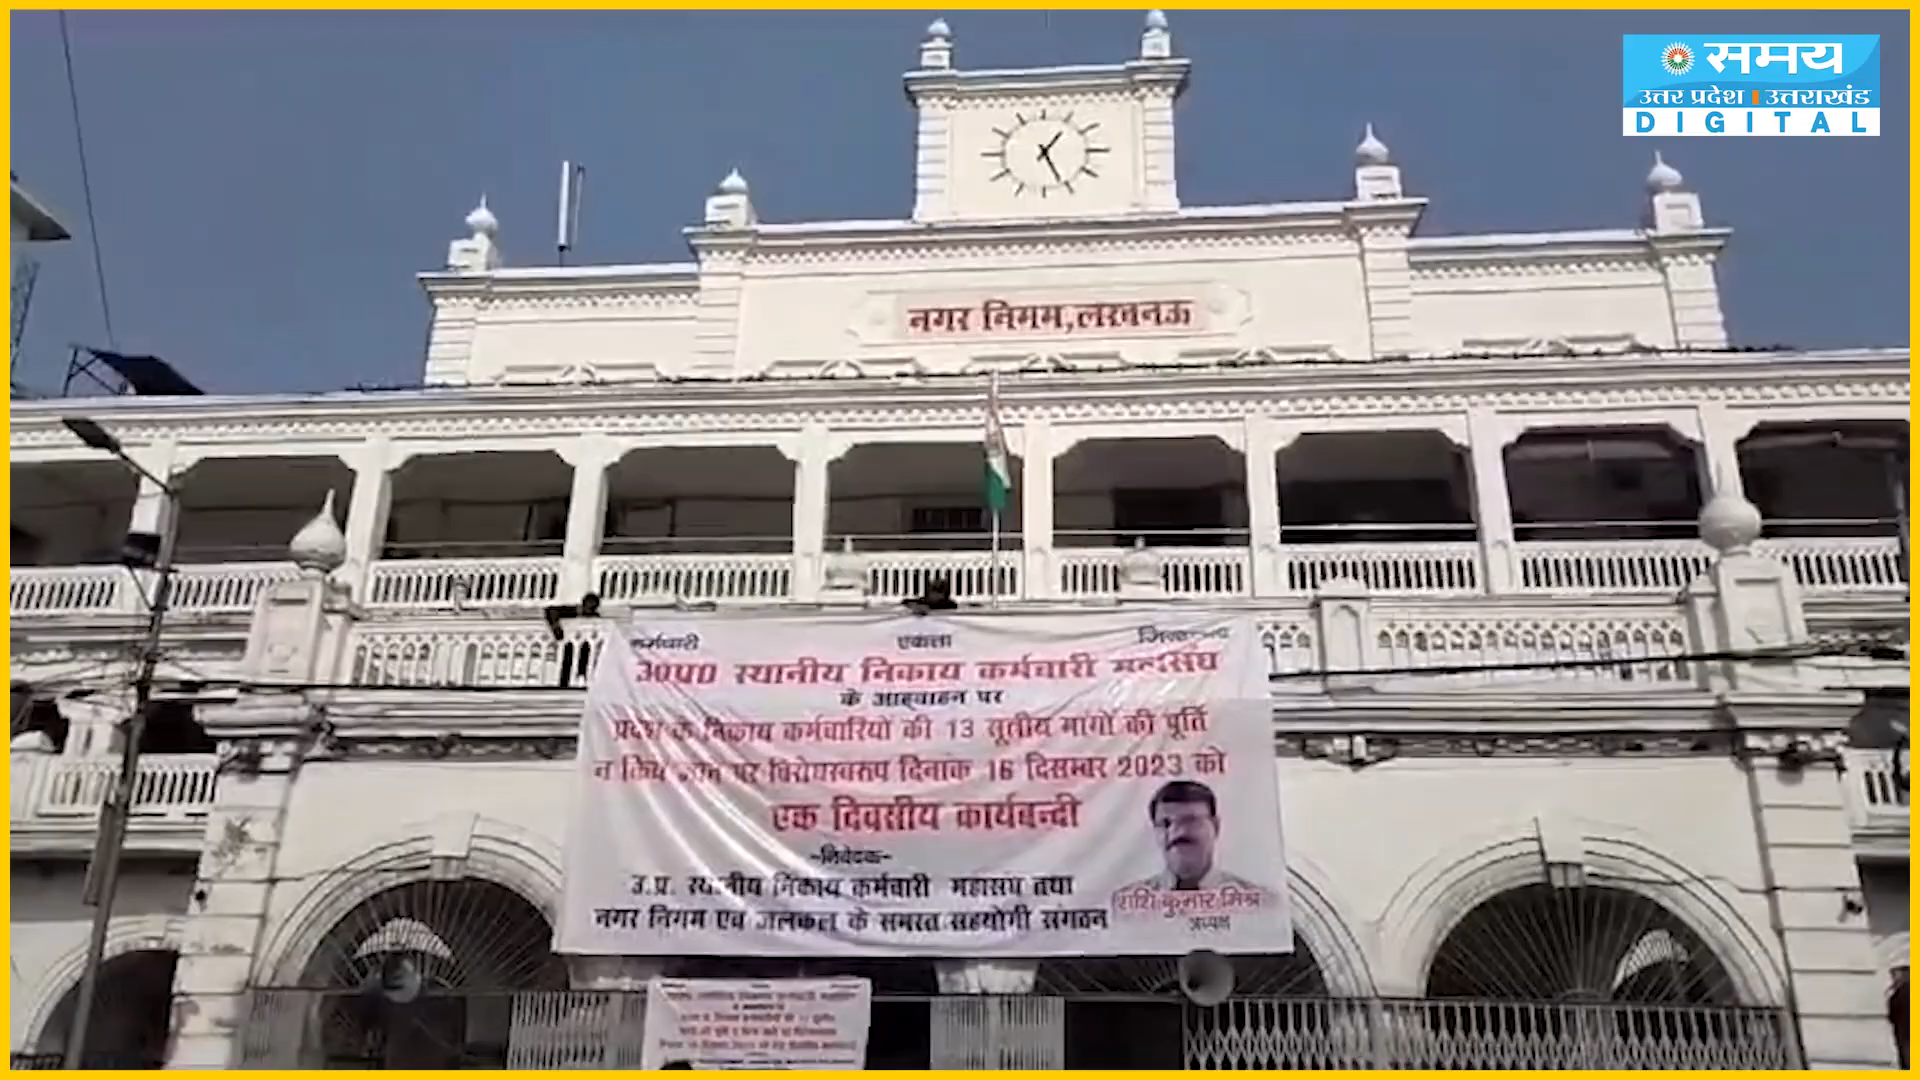 समय
उत्तर प्रदेश उत्तराखंड
DIGITAL
नगर निगम,लखनऊ
कर्मचारी एकता जिन्दाबाद
उ0प्र0 स्थानीय निकाय कर्मचारी महासंघ
के आह्वाहन पर
प्रदेश के निकाय कर्मचारियों की 13 सूत्रीय मांगों की पूर्ति
न किये जाने पर विरोधस्वरुप दिनांक 16 दिसम्बर 2023 को
एक दिवसीय कार्यबन्दी
-निवेदक-
उ.प्र. स्थानीय निकाय कर्मचारी महासंघ तथा
नगर निगम एवं जलकल के समस्त सहयोगी संगठन
शशि कुमार मिश्र
अध्यक्ष